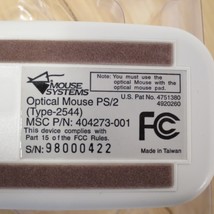 MOUSE
SYSTEMS
Note: You must use the
optical Mouse with the
optical mouse pad.
Optical Mouse PS/2
(Type-2544)
U.S. Pat No. 4751380
4920260
MSC P/N: 404273-001
This device complies with
Part 15 of the FCC Rules.
FC
S/N: 98000422
Made in Taiwan